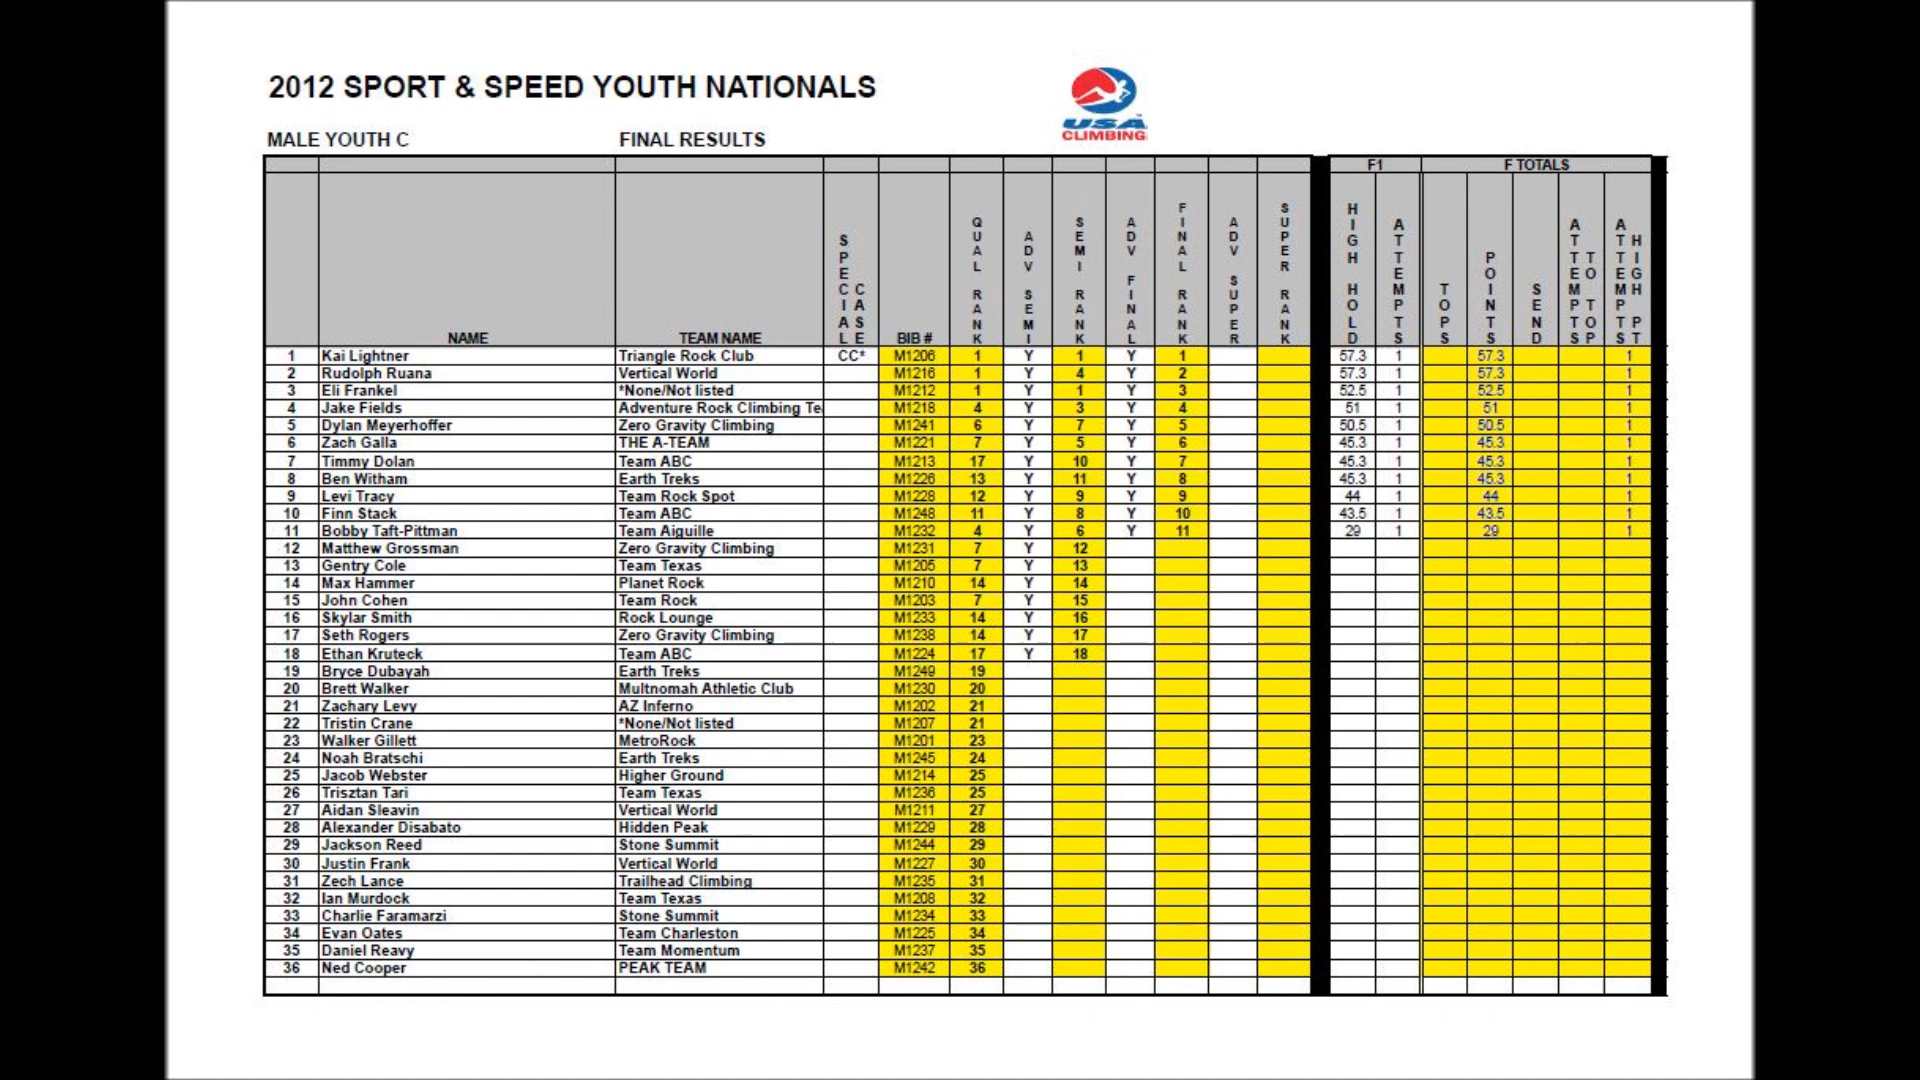 2012 SPORT & SPEED YOUTH NATIONALS
USA
CLIMBING
MALE YOUTH C FINAL RESULTS
F1 F TOTALS
NAME TEAM NAME SPECIAL CASE BIB # QUAL RANK ADV SEMI SEMI RANK ADV FINAL FINAL RANK ADV SUPER SUPER RANK HIGH HOLD ATTEMPTS TOPS POINTS SEND ATTEMPTS TO TOP ATTEMPTS HIGH PT
1 Kai Lightner Triangle Rock Club CC* M1206 1 Y 1 Y 1 57.3 1 57.3 1
2 Rudolph Ruana Vertical World M1216 1 Y 4 Y 2 57.3 1 57.3 1
3 Eli Frankel *None/Not listed M1212 1 Y 1 Y 3 52.5 1 52.5 1
4 Jake Fields Adventure Rock Climbing Te M1218 4 Y 3 Y 4 51 1 51 1
5 Dylan Meyerhoffer Zero Gravity Climbing M1241 6 Y 7 Y 5 50.5 1 50.5 1
6 Zach Galla THE A-TEAM M1221 7 Y 5 Y 6 45.3 1 45.3 1
7 Timmy Dolan Team ABC M1213 17 Y 10 Y 7 45.3 1 45.3 1
8 Ben Witham Earth Treks M1226 13 Y 11 Y 8 45.3 1 45.3 1
9 Levi Tracy Team Rock Spot M1228 12 Y 9 Y 9 44 1 44 1
10 Finn Stack Team ABC M1248 11 Y 8 Y 10 43.5 1 43.5 1
11 Bobby Taft-Pittman Team Aiguille M1232 4 Y 6 Y 11 29 1 29 1
12 Matthew Grossman Zero Gravity Climbing M1231 7 Y 12
13 Gentry Cole Team Texas M1205 7 Y 13
14 Max Hammer Planet Rock M1210 14 Y 14
15 John Cohen Team Rock M1203 7 Y 15
16 Skylar Smith Rock Lounge M1233 14 Y 16
17 Seth Rogers Zero Gravity Climbing M1238 14 Y 17
18 Ethan Kruteck Team ABC M1224 17 Y 18
19 Bryce Dubayah Earth Treks M1249 19
20 Brett Walker Multnomah Athletic Club M1230 20
21 Zachary Levy AZ Inferno M1202 21
22 Tristin Crane *None/Not listed M1207 21
23 Walker Gillett MetroRock M1201 23
24 Noah Bratschi Earth Treks M1245 24
25 Jacob Webster Higher Ground M1214 25
26 Trisztan Tari Team Texas M1236 25
27 Aidan Sleavin Vertical World M1211 27
28 Alexander Disabato Hidden Peak M1229 28
29 Jackson Reed Stone Summit M1244 29
30 Justin Frank Vertical World M1227 30
31 Zech Lance Trailhead Climbing M1235 31
32 Ian Murdock Team Texas M1208 32
33 Charlie Faramarzi Stone Summit M1234 33
34 Evan Oates Team Charleston M1225 34
35 Daniel Reavy Team Momentum M1237 35
36 Ned Cooper PEAK TEAM M1242 36